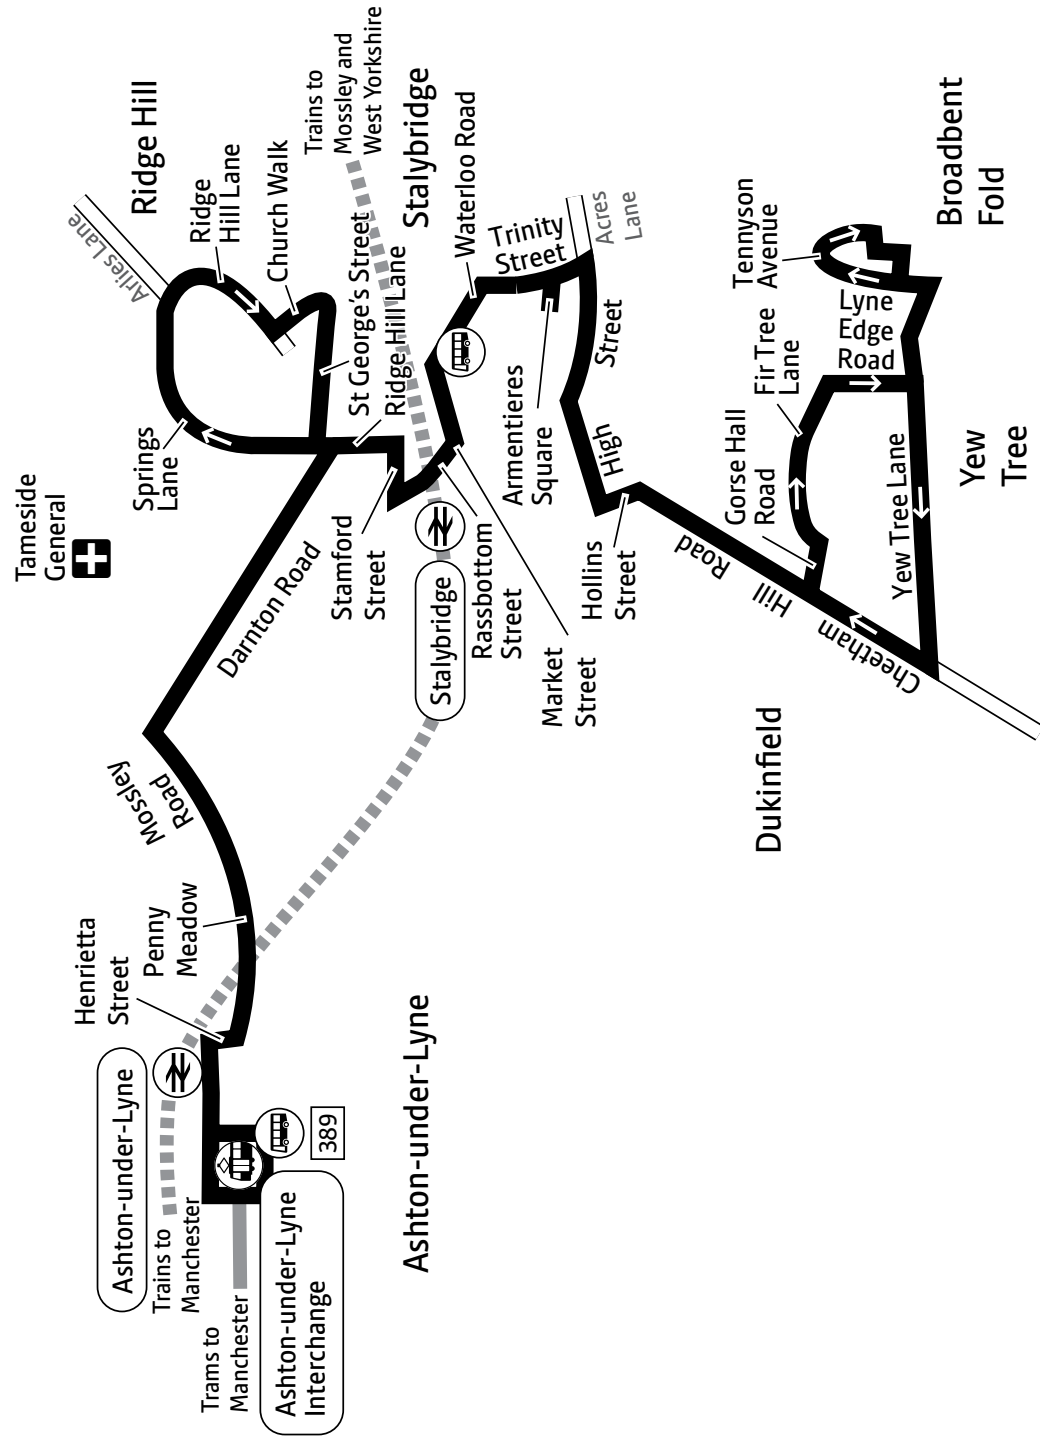 Tameside
General
Ridge Hill
Arlies Lane
Ridge
Hill Lane
Church Walk
Trains to
Mossley and
West Yorkshire
Stalybridge
Springs
Lane
St George's Street
Ridge Hill Lane
Waterloo Road
Trinity
Street
Acres
Lane
Darnton Road
Stamford
Street
Stalybridge
Rassbottom
Street
Market
Street
Armentieres
Square
High
Street
Hollins
Street
Mossley
Road
Penny
Meadow
Henrietta
Street
Ashton-under-Lyne
Trains to
Manchester
Trams to
Manchester
Ashton-under-Lyne
Interchange
389
Ashton-under-Lyne
Dukinfield
Cheetham
Hill
Road
Gorse Hall
Road
Fir Tree
Lane
Tennyson
Avenue
Lyne
Edge
Road
Yew Tree Lane
Yew
Tree
Broadbent
Fold